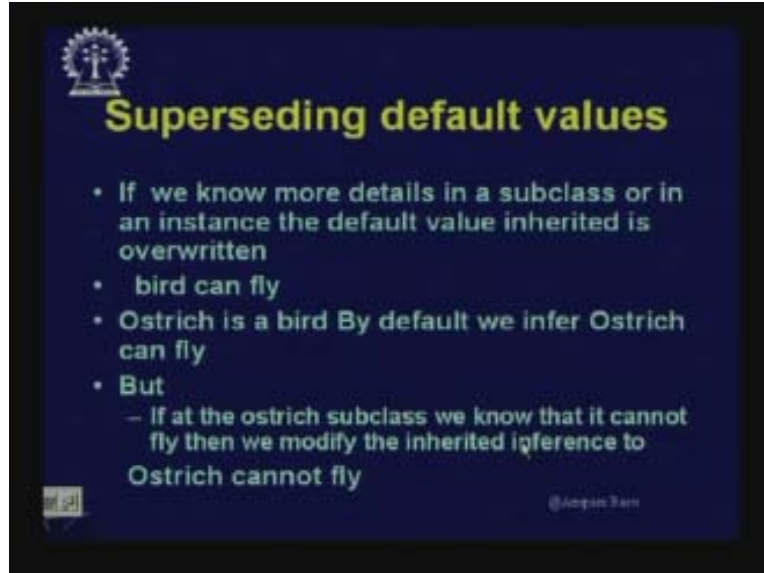 Superseding default values
• If we know more details in a subclass or in
an instance the default value inherited is
overwritten
• bird can fly
• Ostrich is a bird By default we infer Ostrich
can fly
• But
– If at the ostrich subclass we know that it cannot
fly then we modify the inherited inference to
Ostrich cannot fly